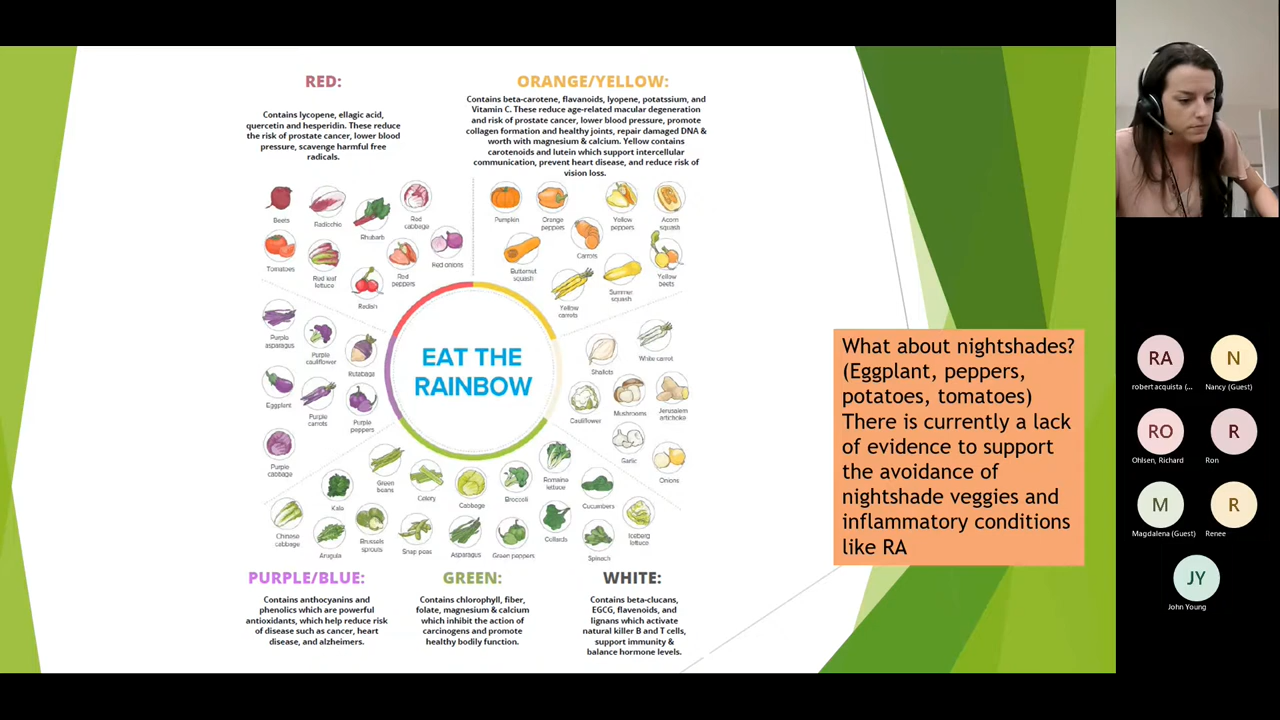 RED:
Contains lycopene, ellagic acid,
quercetin and hesperidin. These reduce
the risk of prostate cancer, lower blood
pressure, scavenge harmful free
radicals.
ORANGE/YELLOW:
Contains beta-carotene, flavanoids, lyopene, potatssium, and
Vitamin C. These reduce age-related macular degeneration
and risk of prostate cancer, lower blood pressure, promote
collagen formation and healthy joints, repair damaged DNA &
worth with magnesium & calcium. Yellow contains
carotenoids and lutein which support intercellular
communication, prevent heart disease, and reduce risk of
vision loss.
Beets
Radicchio
Rhubarb
Red
cabbage
Tomatoes
Red leaf
lettuce
Radish
Red
peppers
Red onions
Pumpkin
Orange
peppers
Yellow
peppers
Acorn
squash
Butternut
squash
Carrots
Yellow
carrots
Summer
squash
Yellow
beets
Purple
asparagus
Purple
cauliflower
Rutabaga
Eggplant
Purple
carrots
Purple
peppers
Purple
cabbage
EAT THE
RAINBOW
Shallots
White carrot
Cauliflower
Mushrooms
Jerusalem
artichoke
Garlic
Onions
Green
beans
Celery
Cabbage
Broccoli
Romaine
lettuce
Cucumbers
Kale
Chinese
cabbage
Arugula
Brussels
sprouts
Snap peas
Asparagus
Green peppers
Collards
Spinach
Iceberg
lettuce
PURPLE/BLUE:
Contains anthocyanins and
phenolics which are powerful
antioxidants, which help reduce risk
of disease such as cancer, heart
disease, and alzheimers.
GREEN:
Contains chlorophyll, fiber,
folate, magnesium & calcium
which inhibit the action of
carcinogens and promote
healthy bodily function.
WHITE:
Contains beta-clucans,
EGCG, flavenoids, and
lignans which activate
natural killer B and T cells,
support immunity &
balance hormone levels.
What about nightshades?
(Eggplant, peppers,
potatoes, tomatoes)
There is currently a lack
of evidence to support
the avoidance of
nightshade veggies and
inflammatory conditions
like RA
RA
robert acquista (...
N
Nancy (Guest)
RO
Ohlsen, Richard
R
Ron
M
Magdalena (Guest)
R
Renee
JY
John Young